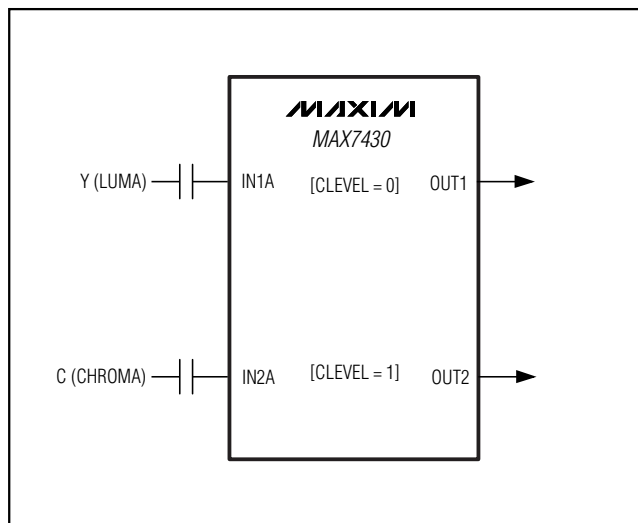 MAXIM
MAX7430
Y (LUMA) IN1A [CLEVEL = 0] OUT1
C (CHROMA) IN2A [CLEVEL = 1] OUT2